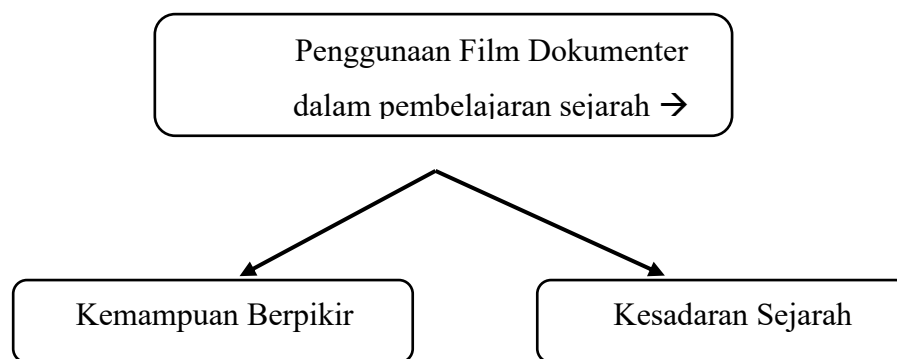 Penggunaan Film Dokumenter
dalam pembelajaran sejarah →
Kemampuan Berpikir
Kesadaran Sejarah